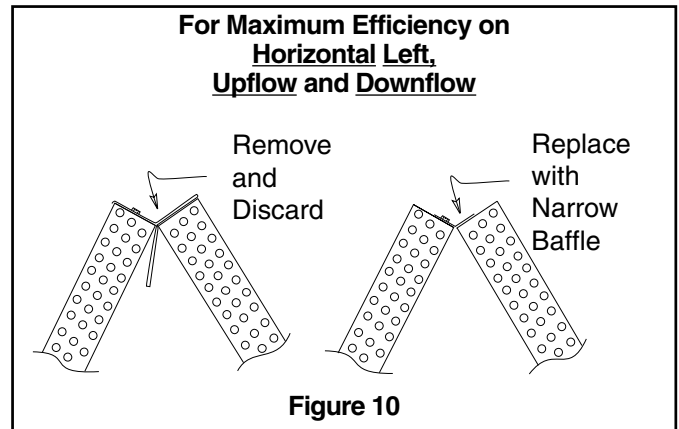 For Maximum Efficiency on
Horizontal Left,
Upflow and Downflow
Remove
and
Discard
Replace
with
Narrow
Baffle
Figure 10